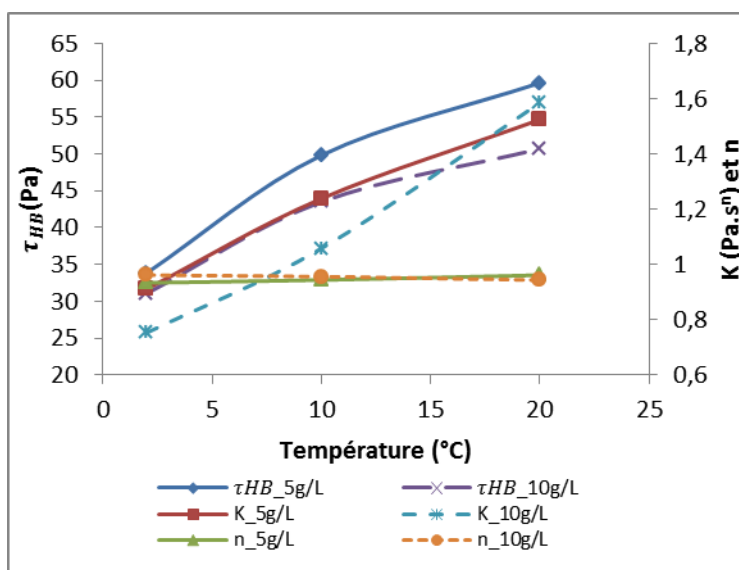 65
60
55
50
45
40
35
30
25
20
τHB(Pa)
1,8
1,6
1,4
1,2
1
0,8
0,6
K (Pa.sⁿ) et n
0 5 10 15 20 25
Température (°C)
τHB_5g/L τHB_10g/L
K_5g/L K_10g/L
n_5g/L n_10g/L